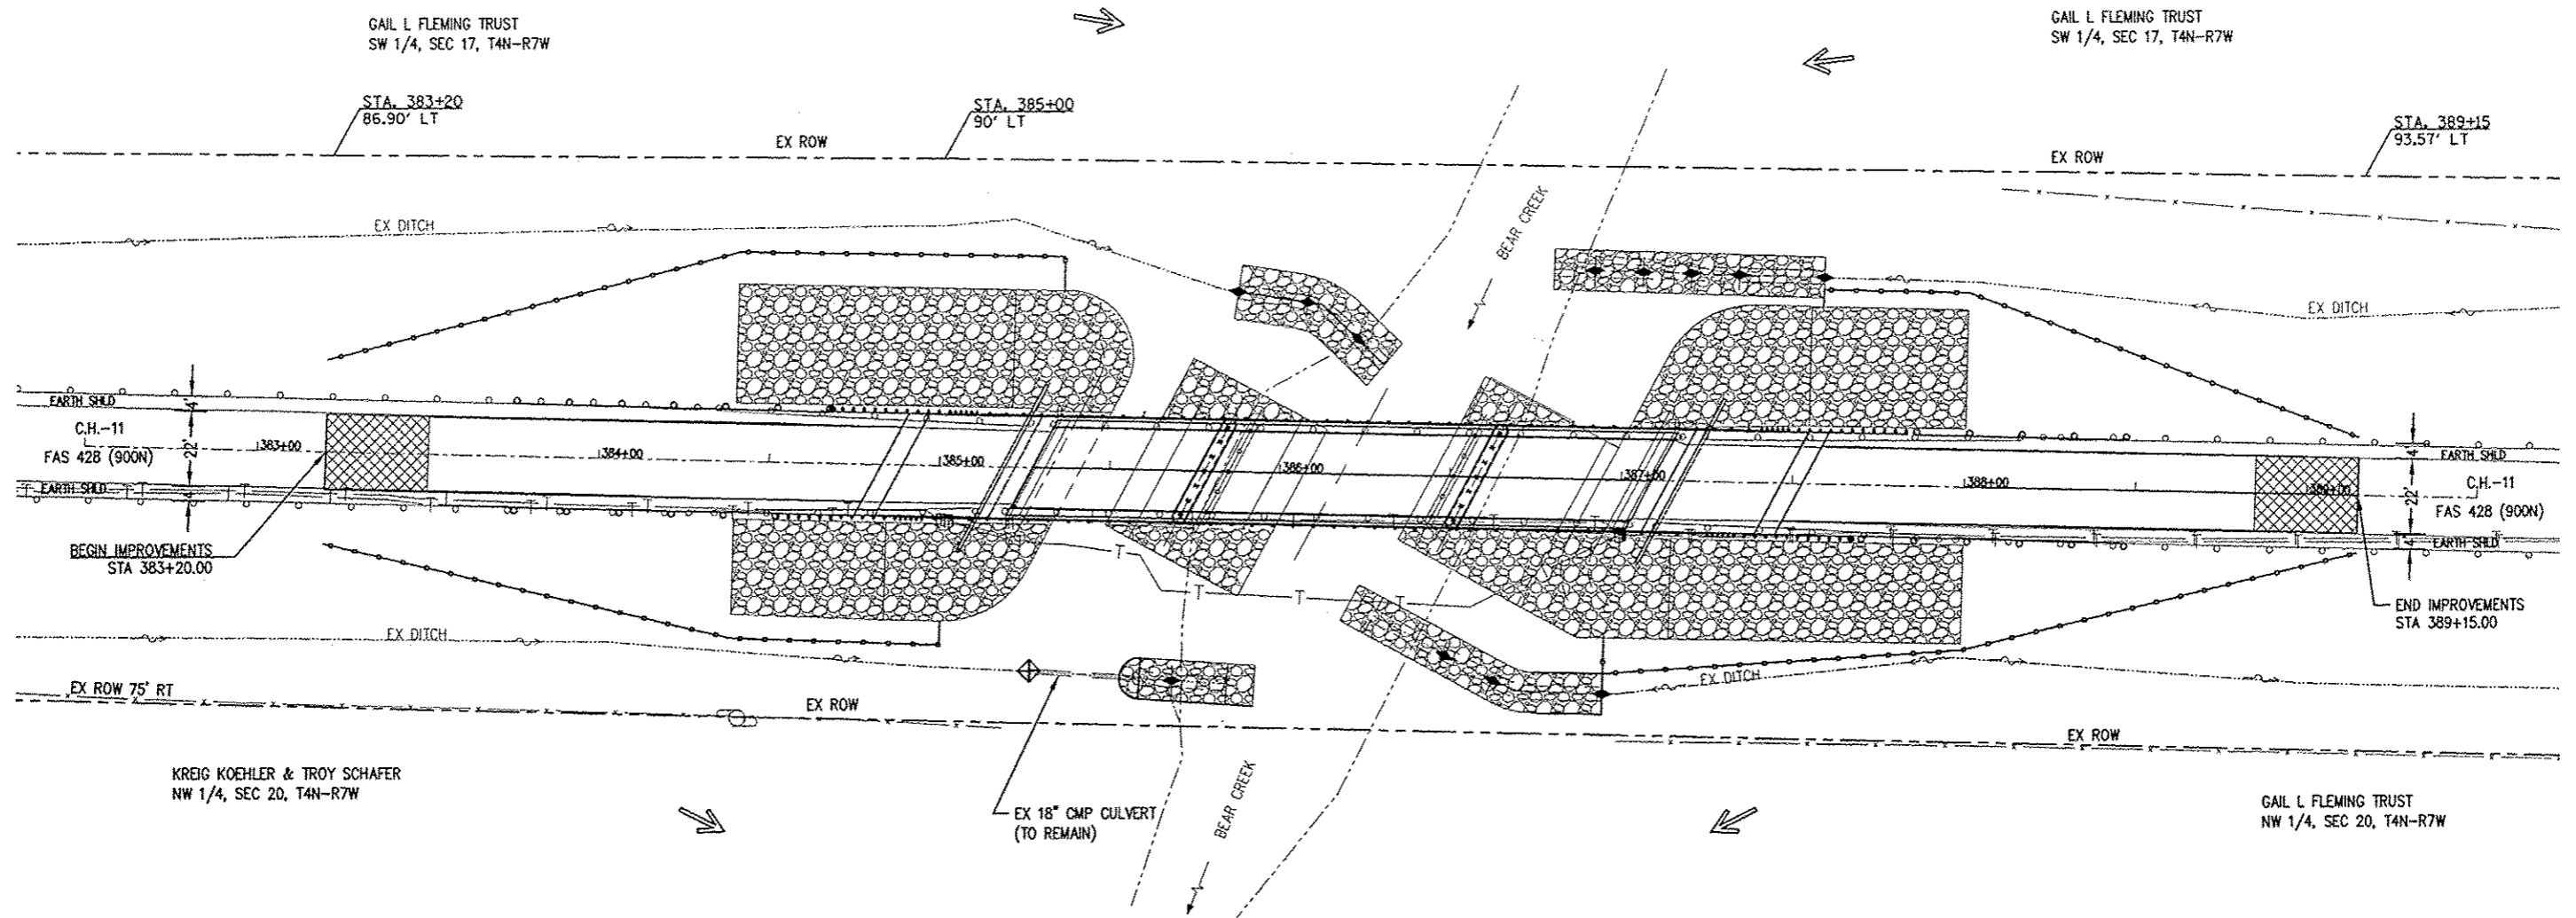 GAIL L FLEMING TRUST
SW 1/4, SEC 17, T4N-R7W
GAIL L FLEMING TRUST
SW 1/4, SEC 17, T4N-R7W
STA. 383+20
86.90' LT
STA. 385+00
90' LT
STA. 389+15
93.57' LT
EX ROW
EX ROW
EX DITCH
BEAR CREEK
EX DITCH
EARTH SHLD
4'
C.H.-11
FAS 428 (900N)
22'
383+00
384+00
385+00
386+00
387+00
388+00
389+00
4'
EARTH SHLD
22'
C.H.-11
FAS 428 (900N)
EARTH SHLD
4'
4'
EARTH SHLD
BEGIN IMPROVEMENTS
STA 383+20.00
T
T
T
T
END IMPROVEMENTS
STA 389+15.00
EX DITCH
EX DITCH
EX ROW 75' RT
EX ROW
EX ROW
KREIG KOEHLER & TROY SCHAFER
NW 1/4, SEC 20, T4N-R7W
EX 18" CMP CULVERT
(TO REMAIN)
BEAR CREEK
GAIL L FLEMING TRUST
NW 1/4, SEC 20, T4N-R7W